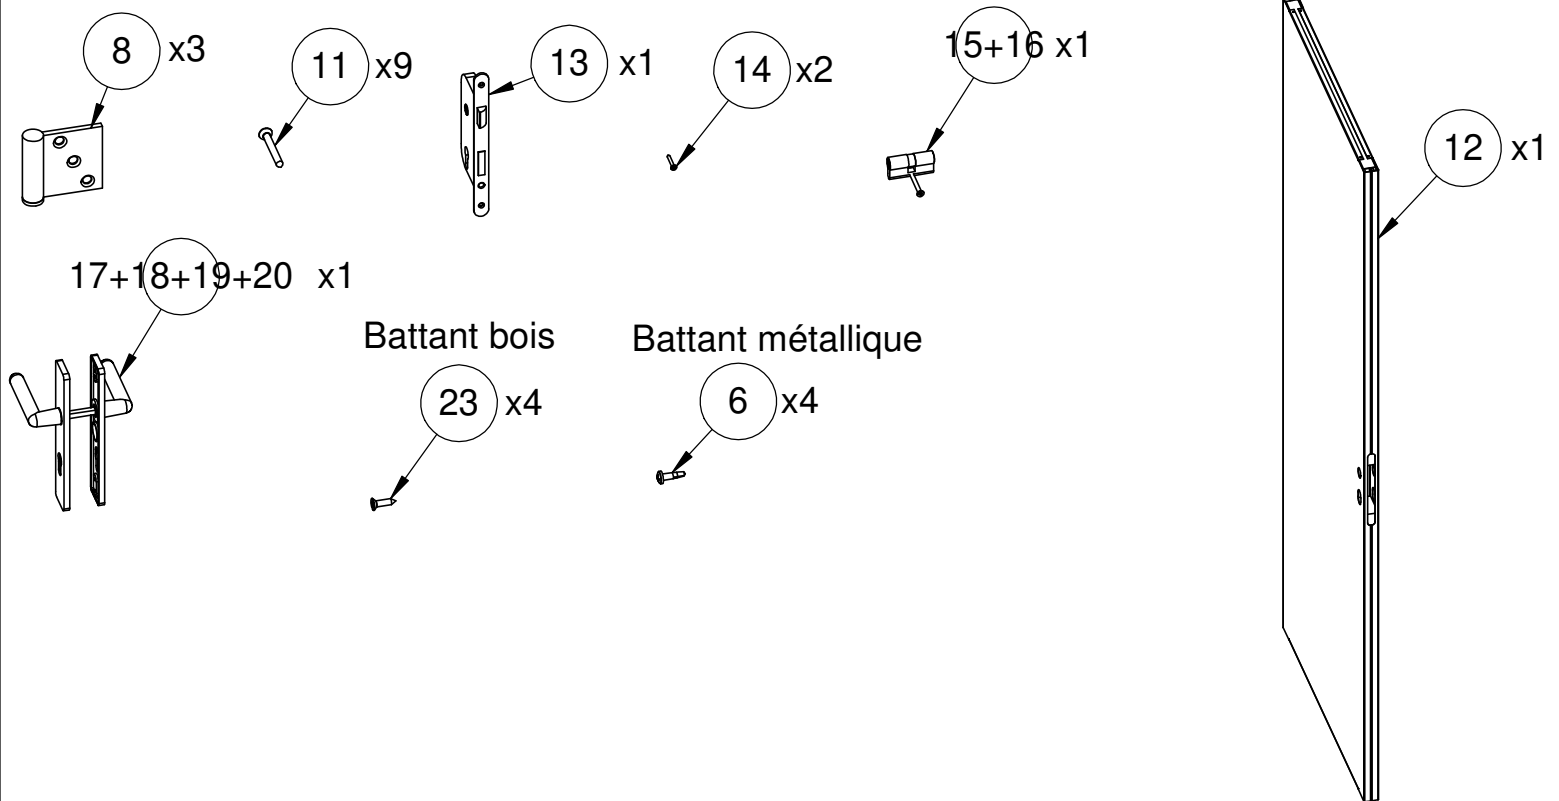 8 x3
11 x9
13 x1
14 x2
15+16 x1
12 x1
17+18+19+20 x1
Battant bois
23 x4
Battant métallique
6 x4